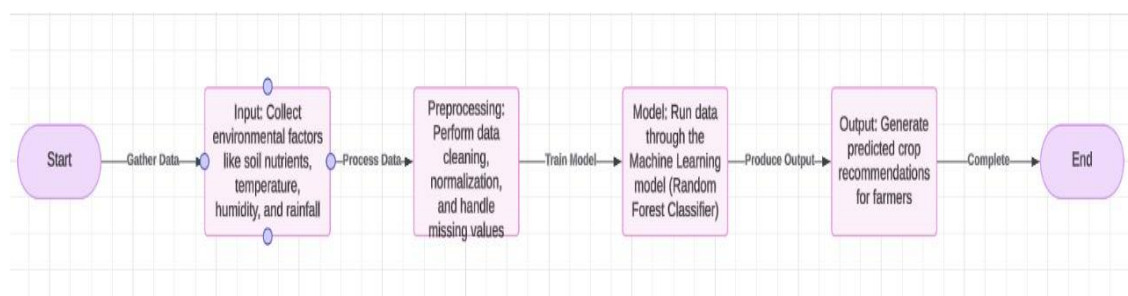 Start
Gather Data
Input: Collect
environmental factors
like soil nutrients,
temperature,
humidity, and rainfall
Process Data
Preprocessing:
Perform data
cleaning,
normalization,
and handle
missing values
Train Model
Model: Run data
through the
Machine Learning
model (Random
Forest Classifier)
Produce Output
Output: Generate
predicted crop
recommendations
for farmers
Complete
End